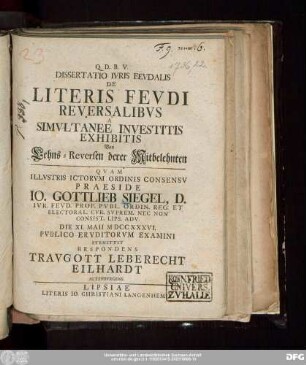 Q. D. B. V.
DISSERTATIO IVRIS FEVDALIS
DE
LITERIS FEVDI
REVERSALIBVS
A
SIMVLTANEE INVESTITIS
EXHIBITIS
Von
Lehns-Reversen derer Mitbelehnten
QVAM
ILLVSTRIS ICTORVM ORDINIS CONSENSV
PRAESIDE
IO. GOTTLIEB SIEGEL, D.
IVR. FEVD. PROF. PVBL. ORDIN. REG. ET
ELECTORAL. CVR. SVPREM. NEC NON
CONSIST. LIPS. ADV.
DIE XI. MAII MDCCXXXVI.
PVBLICO ERVDITORVM EXAMINI
SVBMITTET
RESPONDENS
TRAVGOTT LEBERECHT
EILHARDT
LIPSIAE
LITERIS IO. CHRISTIANI LANGENHEMII
UNIVERS.
ZV HALLE
23